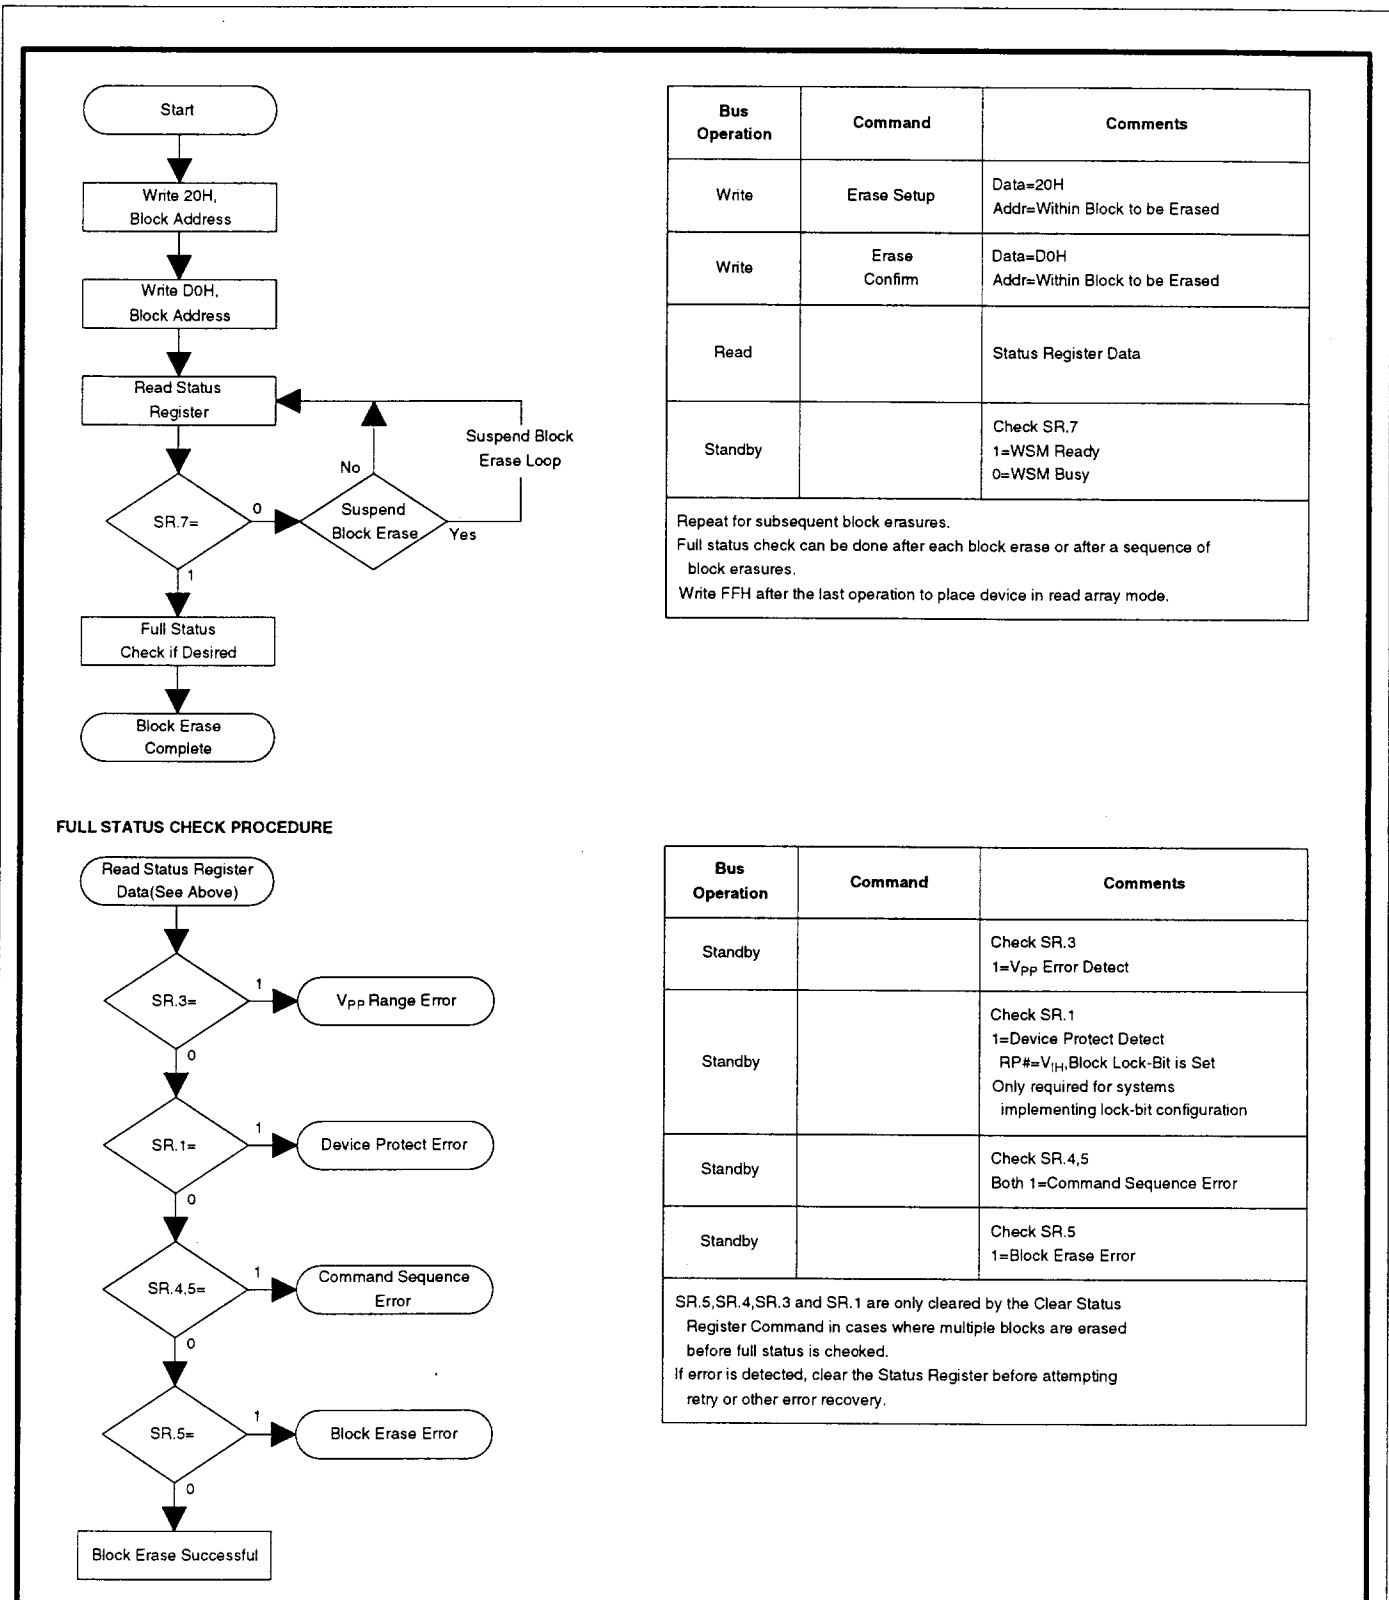 Start
Write 20H,
Block Address
Write D0H,
Block Address
Read Status
Register
Suspend Block
Erase Loop
No
SR.7=
0
Suspend
Block Erase
Yes
1
Full Status
Check if Desired
Block Erase
Complete
Bus
Operation
Command
Comments
Write
Erase Setup
Data=20H
Addr=Within Block to be Erased
Write
Erase
Confirm
Data=D0H
Addr=Within Block to be Erased
Read
Status Register Data
Standby
Check SR.7
1=WSM Ready
0=WSM Busy
Repeat for subsequent block erasures.
Full status check can be done after each block erase or after a sequence of
block erasures.
Write FFH after the last operation to place device in read array mode.
FULL STATUS CHECK PROCEDURE
Read Status Register
Data(See Above)
SR.3=
1
VPP Range Error
0
SR.1=
1
Device Protect Error
0
SR.4,5=
1
Command Sequence
Error
0
SR.5=
1
Block Erase Error
0
Block Erase Successful
Bus
Operation
Command
Comments
Standby
Check SR.3
1=VPP Error Detect
Standby
Check SR.1
1=Device Protect Detect
RP#=VIH,Block Lock-Bit is Set
Only required for systems
implementing lock-bit configuration
Standby
Check SR.4,5
Both 1=Command Sequence Error
Standby
Check SR.5
1=Block Erase Error
SR.5,SR.4,SR.3 and SR.1 are only cleared by the Clear Status
Register Command in cases where multiple blocks are erased
before full status is checked.
If error is detected, clear the Status Register before attempting
retry or other error recovery.